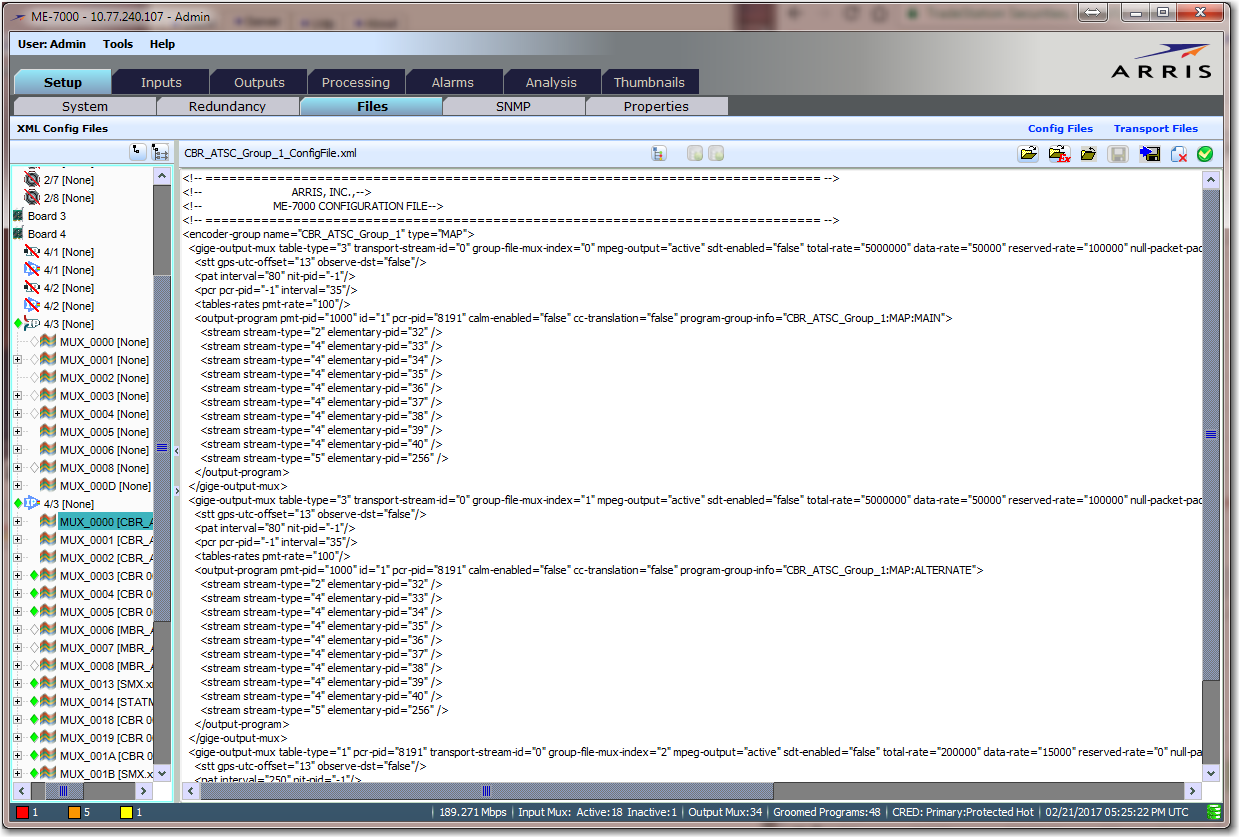 ME-7000 - 10.77.240.107 - Admin
User: Admin Tools Help
ARRIS
Setup Inputs Outputs Processing Alarms Analysis Thumbnails
System Redundancy Files SNMP Properties
XML Config Files Config Files Transport Files
CBR_ATSC_Group_1_ConfigFile.xml
2/7 [None]
2/8 [None]
Board 3
Board 4
4/1 [None]
4/1 [None]
4/2 [None]
4/2 [None]
4/3 [None]
MUX_0000 [None]
MUX_0001 [None]
MUX_0002 [None]
MUX_0003 [None]
MUX_0004 [None]
MUX_0005 [None]
MUX_0006 [None]
MUX_0008 [None]
MUX_000D [None]
4/3 [None]
MUX_0000 [CBR_A
MUX_0001 [CBR_A
MUX_0002 [CBR_A
MUX_0003 [CBR 0
MUX_0004 [CBR 0
MUX_0005 [CBR 0
MUX_0006 [MBR_A
MUX_0007 [MBR_A
MUX_0008 [MBR_A
MUX_0013 [SMX.x
MUX_0014 [STATM
MUX_0018 [CBR 0
MUX_0019 [CBR 0
MUX_001A [CBR 0
MUX_001B [SMX.x
<!-- ============================================================================== -->
<!-- ARRIS, INC.,-->
<!-- ME-7000 CONFIGURATION FILE-->
<!-- ============================================================================== -->
<encoder-group name="CBR_ATSC_Group_1" type="MAP">
<gige-output-mux table-type="3" transport-stream-id="0" group-file-mux-index="0" mpeg-output="active" sdt-enabled="false" total-rate="5000000" data-rate="50000" reserved-rate="100000" null-packet-pac
<stt gps-utc-offset="13" observe-dst="false"/>
<pat interval="80" nit-pid="-1"/>
<pcr pcr-pid="-1" interval="35"/>
<tables-rates pmt-rate="100"/>
<output-program pmt-pid="1000" id="1" pcr-pid="8191" calm-enabled="false" cc-translation="false" program-group-info="CBR_ATSC_Group_1:MAP:MAIN">
<stream stream-type="2" elementary-pid="32" />
<stream stream-type="4" elementary-pid="33" />
<stream stream-type="4" elementary-pid="34" />
<stream stream-type="4" elementary-pid="35" />
<stream stream-type="4" elementary-pid="36" />
<stream stream-type="4" elementary-pid="37" />
<stream stream-type="4" elementary-pid="38" />
<stream stream-type="4" elementary-pid="39" />
<stream stream-type="4" elementary-pid="40" />
<stream stream-type="5" elementary-pid="256" />
</output-program>
</gige-output-mux>
<gige-output-mux table-type="3" transport-stream-id="0" group-file-mux-index="1" mpeg-output="active" sdt-enabled="false" total-rate="5000000" data-rate="50000" reserved-rate="100000" null-packet-pac
<stt gps-utc-offset="13" observe-dst="false"/>
<pat interval="80" nit-pid="-1"/>
<pcr pcr-pid="-1" interval="35"/>
<tables-rates pmt-rate="100"/>
<output-program pmt-pid="1000" id="1" pcr-pid="8191" calm-enabled="false" cc-translation="false" program-group-info="CBR_ATSC_Group_1:MAP:ALTERNATE">
<stream stream-type="2" elementary-pid="32" />
<stream stream-type="4" elementary-pid="33" />
<stream stream-type="4" elementary-pid="34" />
<stream stream-type="4" elementary-pid="35" />
<stream stream-type="4" elementary-pid="36" />
<stream stream-type="4" elementary-pid="37" />
<stream stream-type="4" elementary-pid="38" />
<stream stream-type="4" elementary-pid="39" />
<stream stream-type="4" elementary-pid="40" />
<stream stream-type="5" elementary-pid="256" />
</output-program>
</gige-output-mux>
<gige-output-mux table-type="1" pcr-pid="8191" transport-stream-id="0" group-file-mux-index="2" mpeg-output="active" sdt-enabled="false" total-rate="200000" data-rate="15000" reserved-rate="0" null-pa
<stt gps-utc-offset="13" observe-dst="false"/>
<pat interval="250" nit-pid="-1"/>
1 5 1 189.271 Mbps Input Mux: Active:18 Inactive:1 Output Mux:34 Groomed Programs:48 CRED: Primary:Protected Hot 02/21/2017 05:25:22 PM UTC